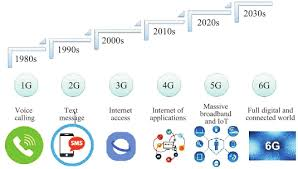 1980s
1990s
2000s
2010s
2020s
2030s
1G
2G
3G
4G
5G
6G
Voice
calling
Text
message
Internet
access
Internet of
applications
Massive
broadband
and IoT
Full digital and
connected world
SMS
6G